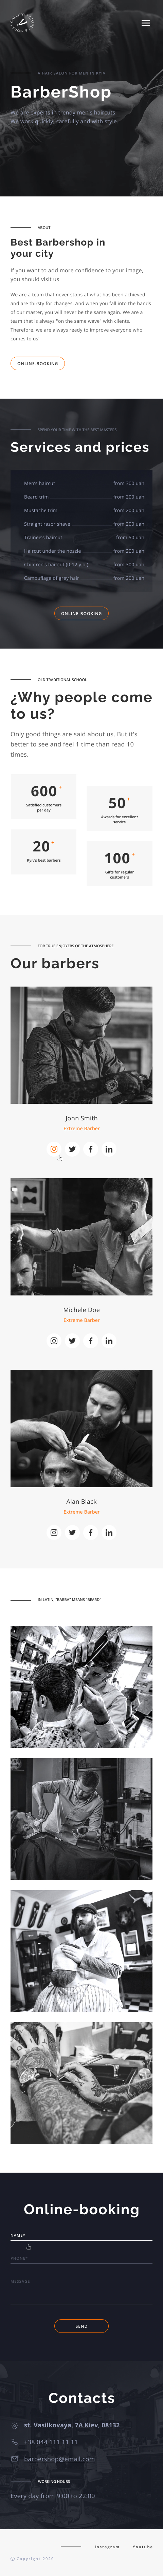 A HAIR SALON FOR MEN IN KYIV
BarberShop
We are experts in trendy men's haircuts.
We work quickly, carefully and with style.
ABOUT
Best Barbershop in
your city
If you want to add more confidence to your image,
you should visit us
We are a team that never stops at what has been achieved
and are thirsty for changes. And when you fall into the hands
of our master, you will never be the same again. We are a
team that is always "on the same wave" with clients.
Therefore, we are always ready to improve everyone who
comes to us!
ONLINE-BOOKING
SPEND YOUR TIME WITH THE BEST MASTERS
Services and prices
Men's haircut from 300 uah.
Beard trim from 200 uah.
Mustache trim from 200 uah.
Straight razor shave from 200 uah.
Trainee's haircut from 50 uah.
Haircut under the nozzle from 200 uah.
Children's haircut (0-12 y.o.) from 300 uah.
Camouflage of grey hair from 200 uah.
ONLINE-BOOKING
OLD TRADITIONAL SCHOOL
¿Why people come
to us?
Only good things are said about us. But it's
better to see and feel 1 time than read 10
times.
600+
Satisfied customers
per day
50+
Awards for excellent
service
20+
Kyiv's best barbers
100+
Gifts for regular
customers
FOR TRUE ENJOYERS OF THE ATMOSPHERE
Our barbers
John Smith
Extreme Barber
Michele Doe
Extreme Barber
Alan Black
Extreme Barber
IN LATIN, "BARBA" MEANS "BEARD"
Online-booking
NAME*
PHONE*
MESSAGE
SEND
Contacts
st. Vasilkovaya, 7A Kiev, 08132
+38 044 111 11 11
barbershop@email.com
WORKING HOURS
Every day from 9:00 to 22:00
Instagram Youtube